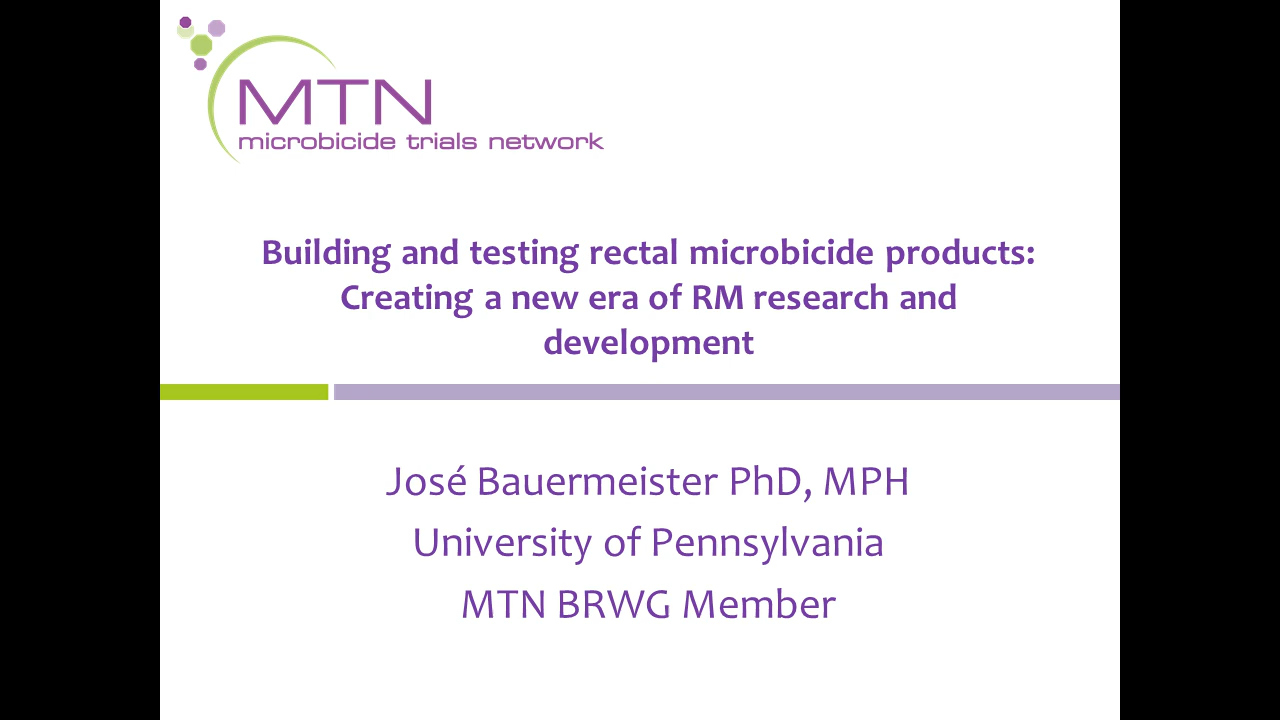 MTN
microbicide trials network
Building and testing rectal microbicide products:
Creating a new era of RM research and
development
José Bauermeister PhD, MPH
University of Pennsylvania
MTN BRWG Member